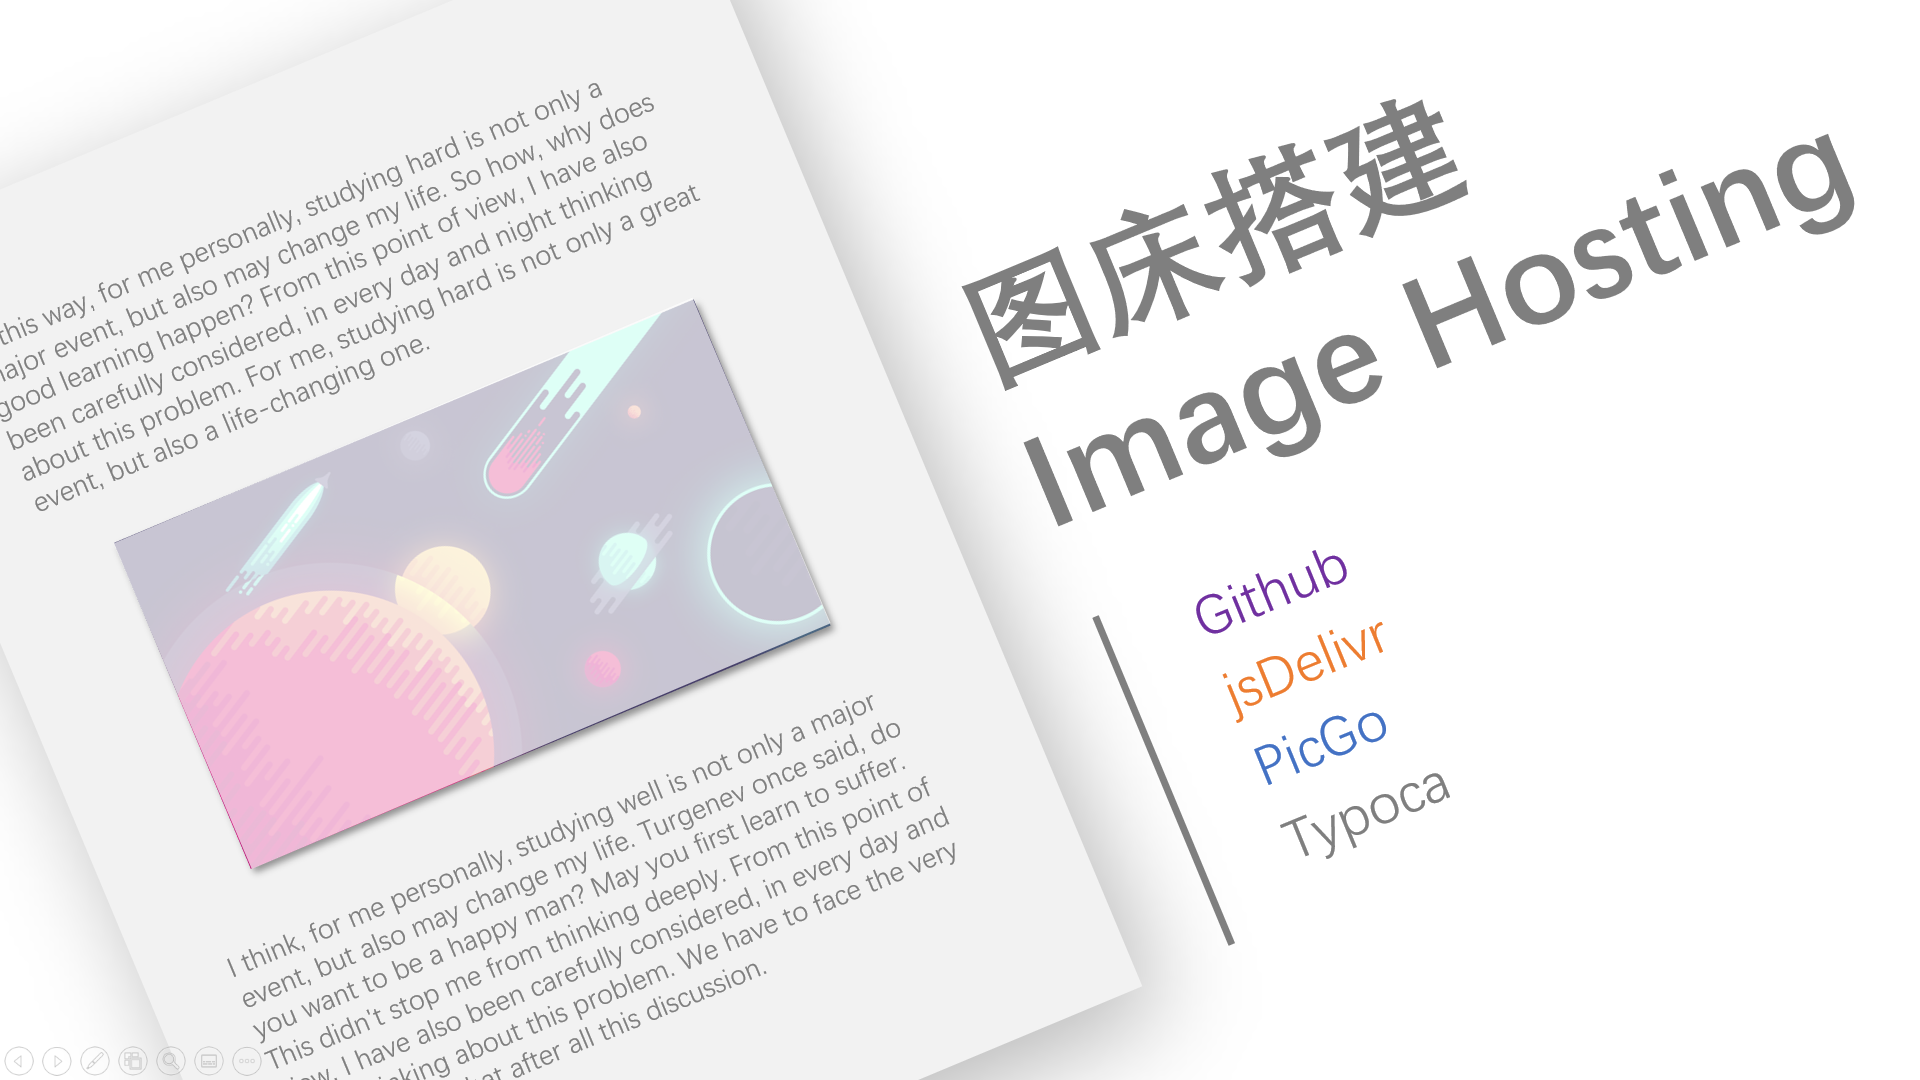 this way, for me personally, studying hard is not only a
ajor event, but also may change my life. So how, why does
good learning happen? From this point of view, I have also
been carefully considered, in every day and night thinking
about this problem. For me, studying hard is not only a great
event, but also a life-changing one.
I think, for me personally, studying well is not only a major
event, but also may change my life. Turgenev once said, do
you want to be a happy man? May you first learn to suffer.
This didn't stop me from thinking deeply. From this point of
I have also been carefully considered, in every day and
about this problem. We have to face the very
after all this discussion.
图床搭建
Image Hosting
Github
jsDelivr
PicGo
Typoca